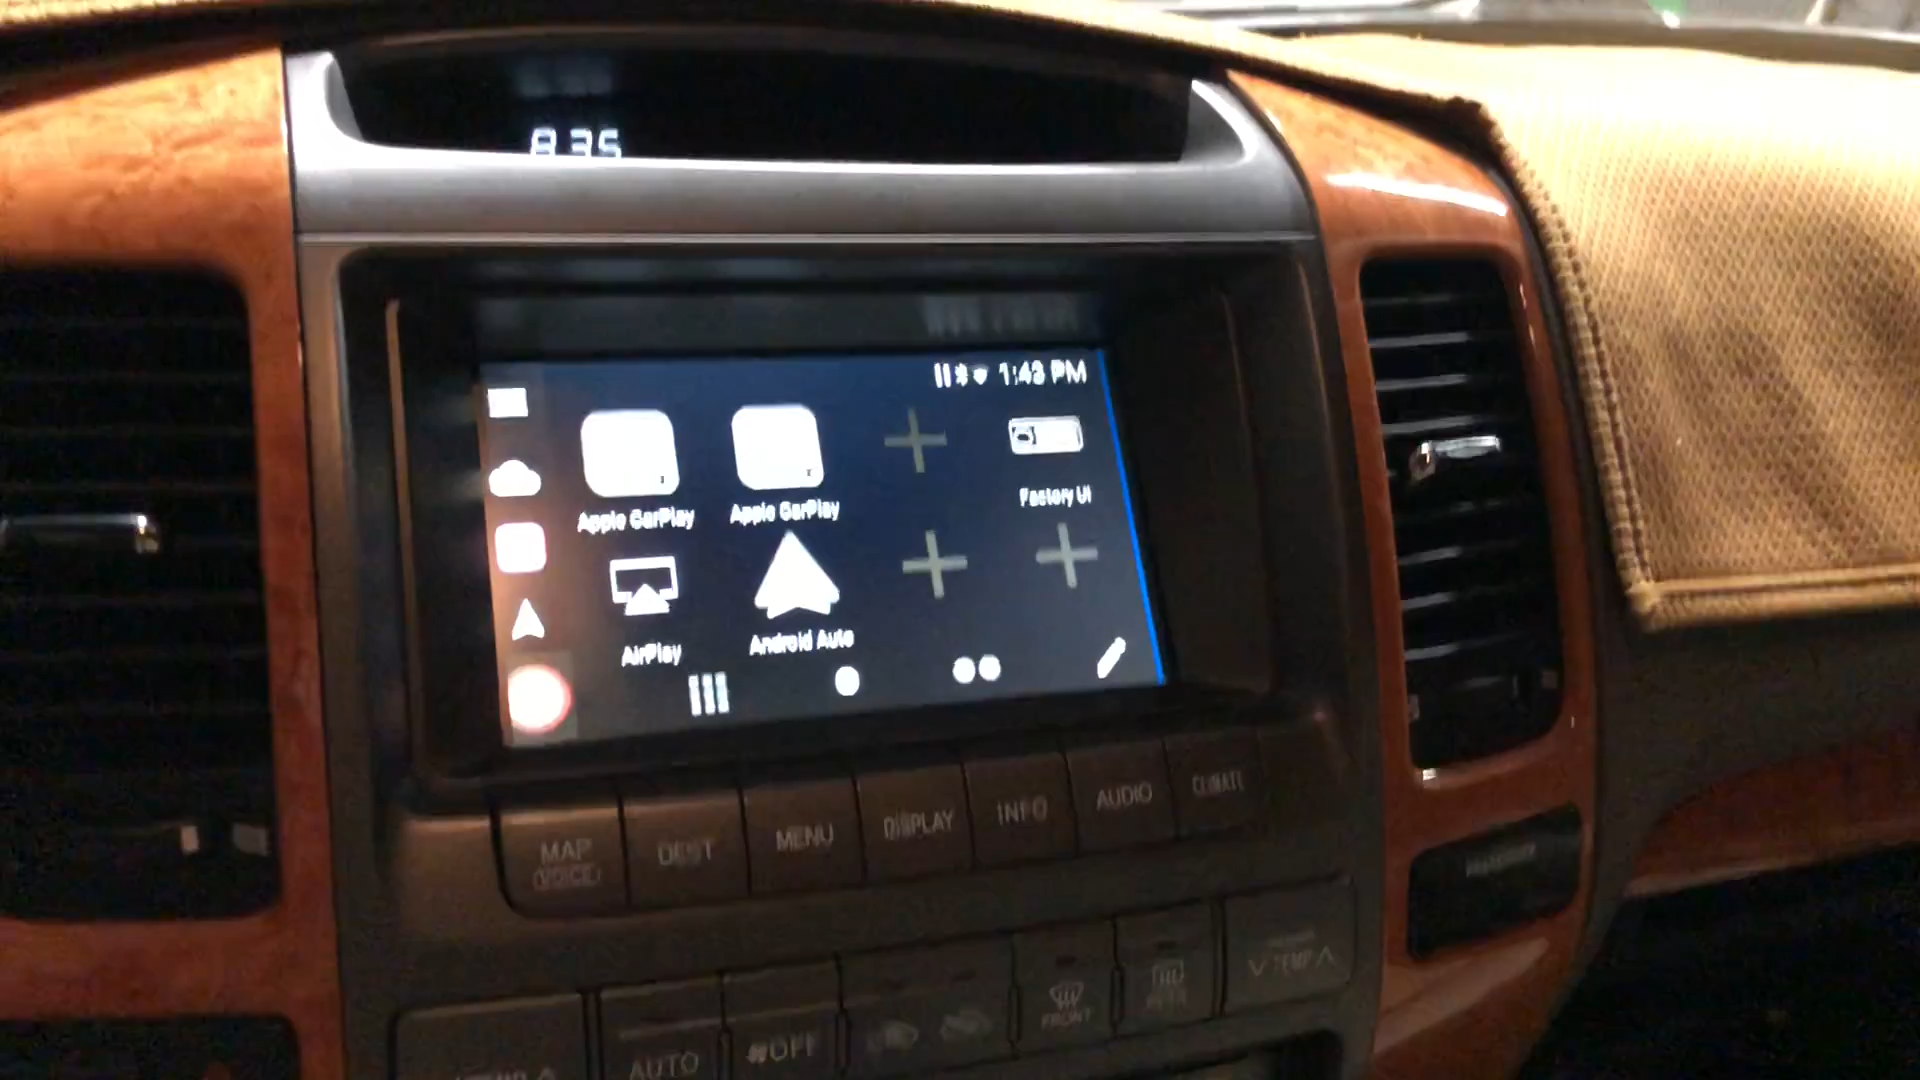 8:35
1:43 PM
Apple CarPlay
Apple CarPlay
Factory UI
AirPlay
Android Auto
MAP
(VOICE)
DEST
MENU
DISPLAY
INFO
AUDIO
CLIMATE
AUTO
OFF
FRONT
TEMP